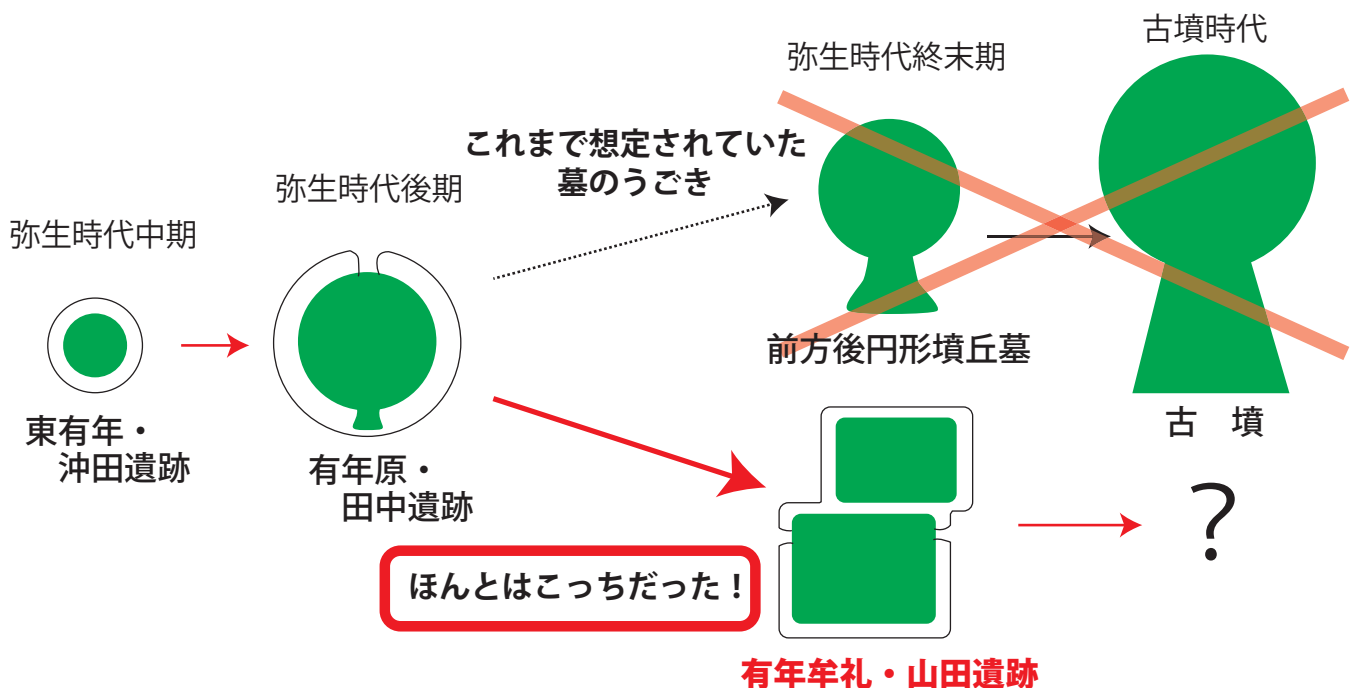 古墳時代
弥生時代終末期
これまで想定されていた
墓のうごき
弥生時代後期
弥生時代中期
前方後円形墳丘墓
古　墳
東有年・
沖田遺跡
有年原・
田中遺跡
?
ほんとはこっちだった！
有年牟礼・山田遺跡